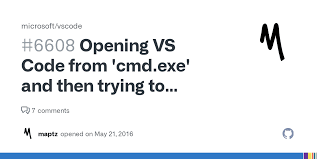 microsoft/vscode
#6608 Opening VS
Code from 'cmd.exe'
and then trying to...
7 comments
maptz opened on May 21, 2016